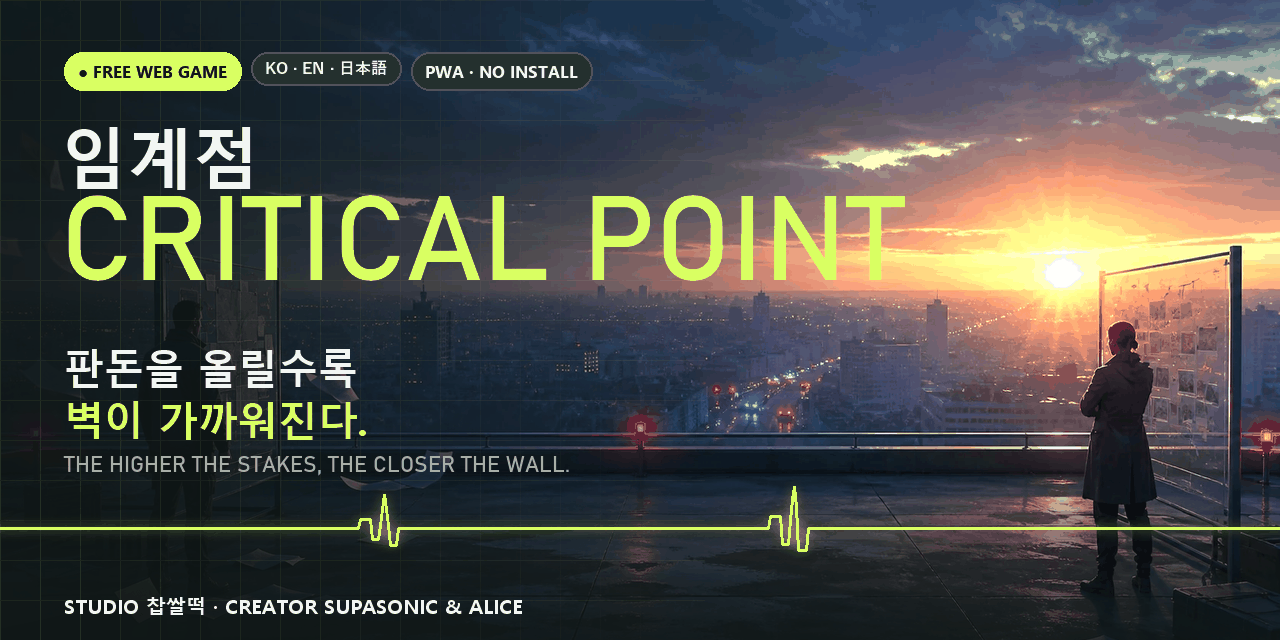 ● FREE WEB GAME
KO · EN · 日本語
PWA · NO INSTALL
임계점
CRITICAL POINT
판돈을 올릴수록
벽이 가까워진다.
THE HIGHER THE STAKES, THE CLOSER THE WALL.
STUDIO 찹쌀떡 · CREATOR SUPASONIC & ALICE